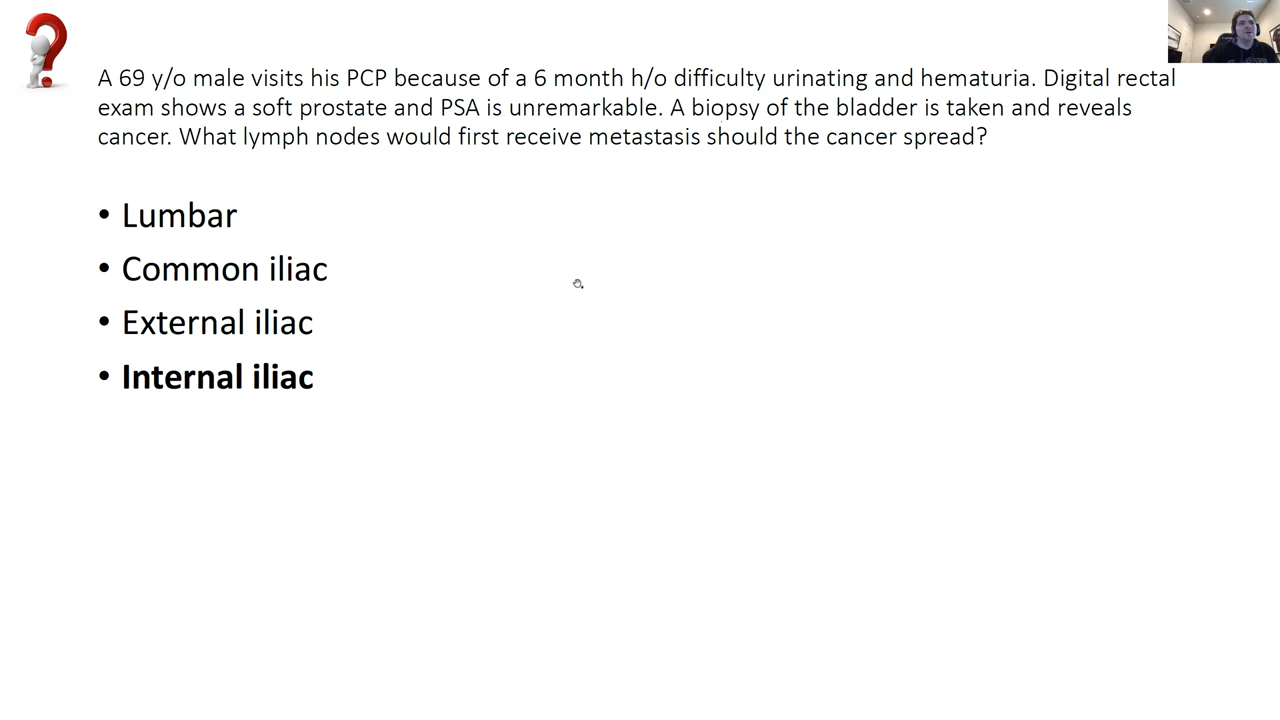 A 69 y/o male visits his PCP because of a 6 month h/o difficulty urinating and hematuria. Digital rectal
exam shows a soft prostate and PSA is unremarkable. A biopsy of the bladder is taken and reveals
cancer. What lymph nodes would first receive metastasis should the cancer spread?
• Lumbar
• Common iliac
• External iliac
• Internal iliac